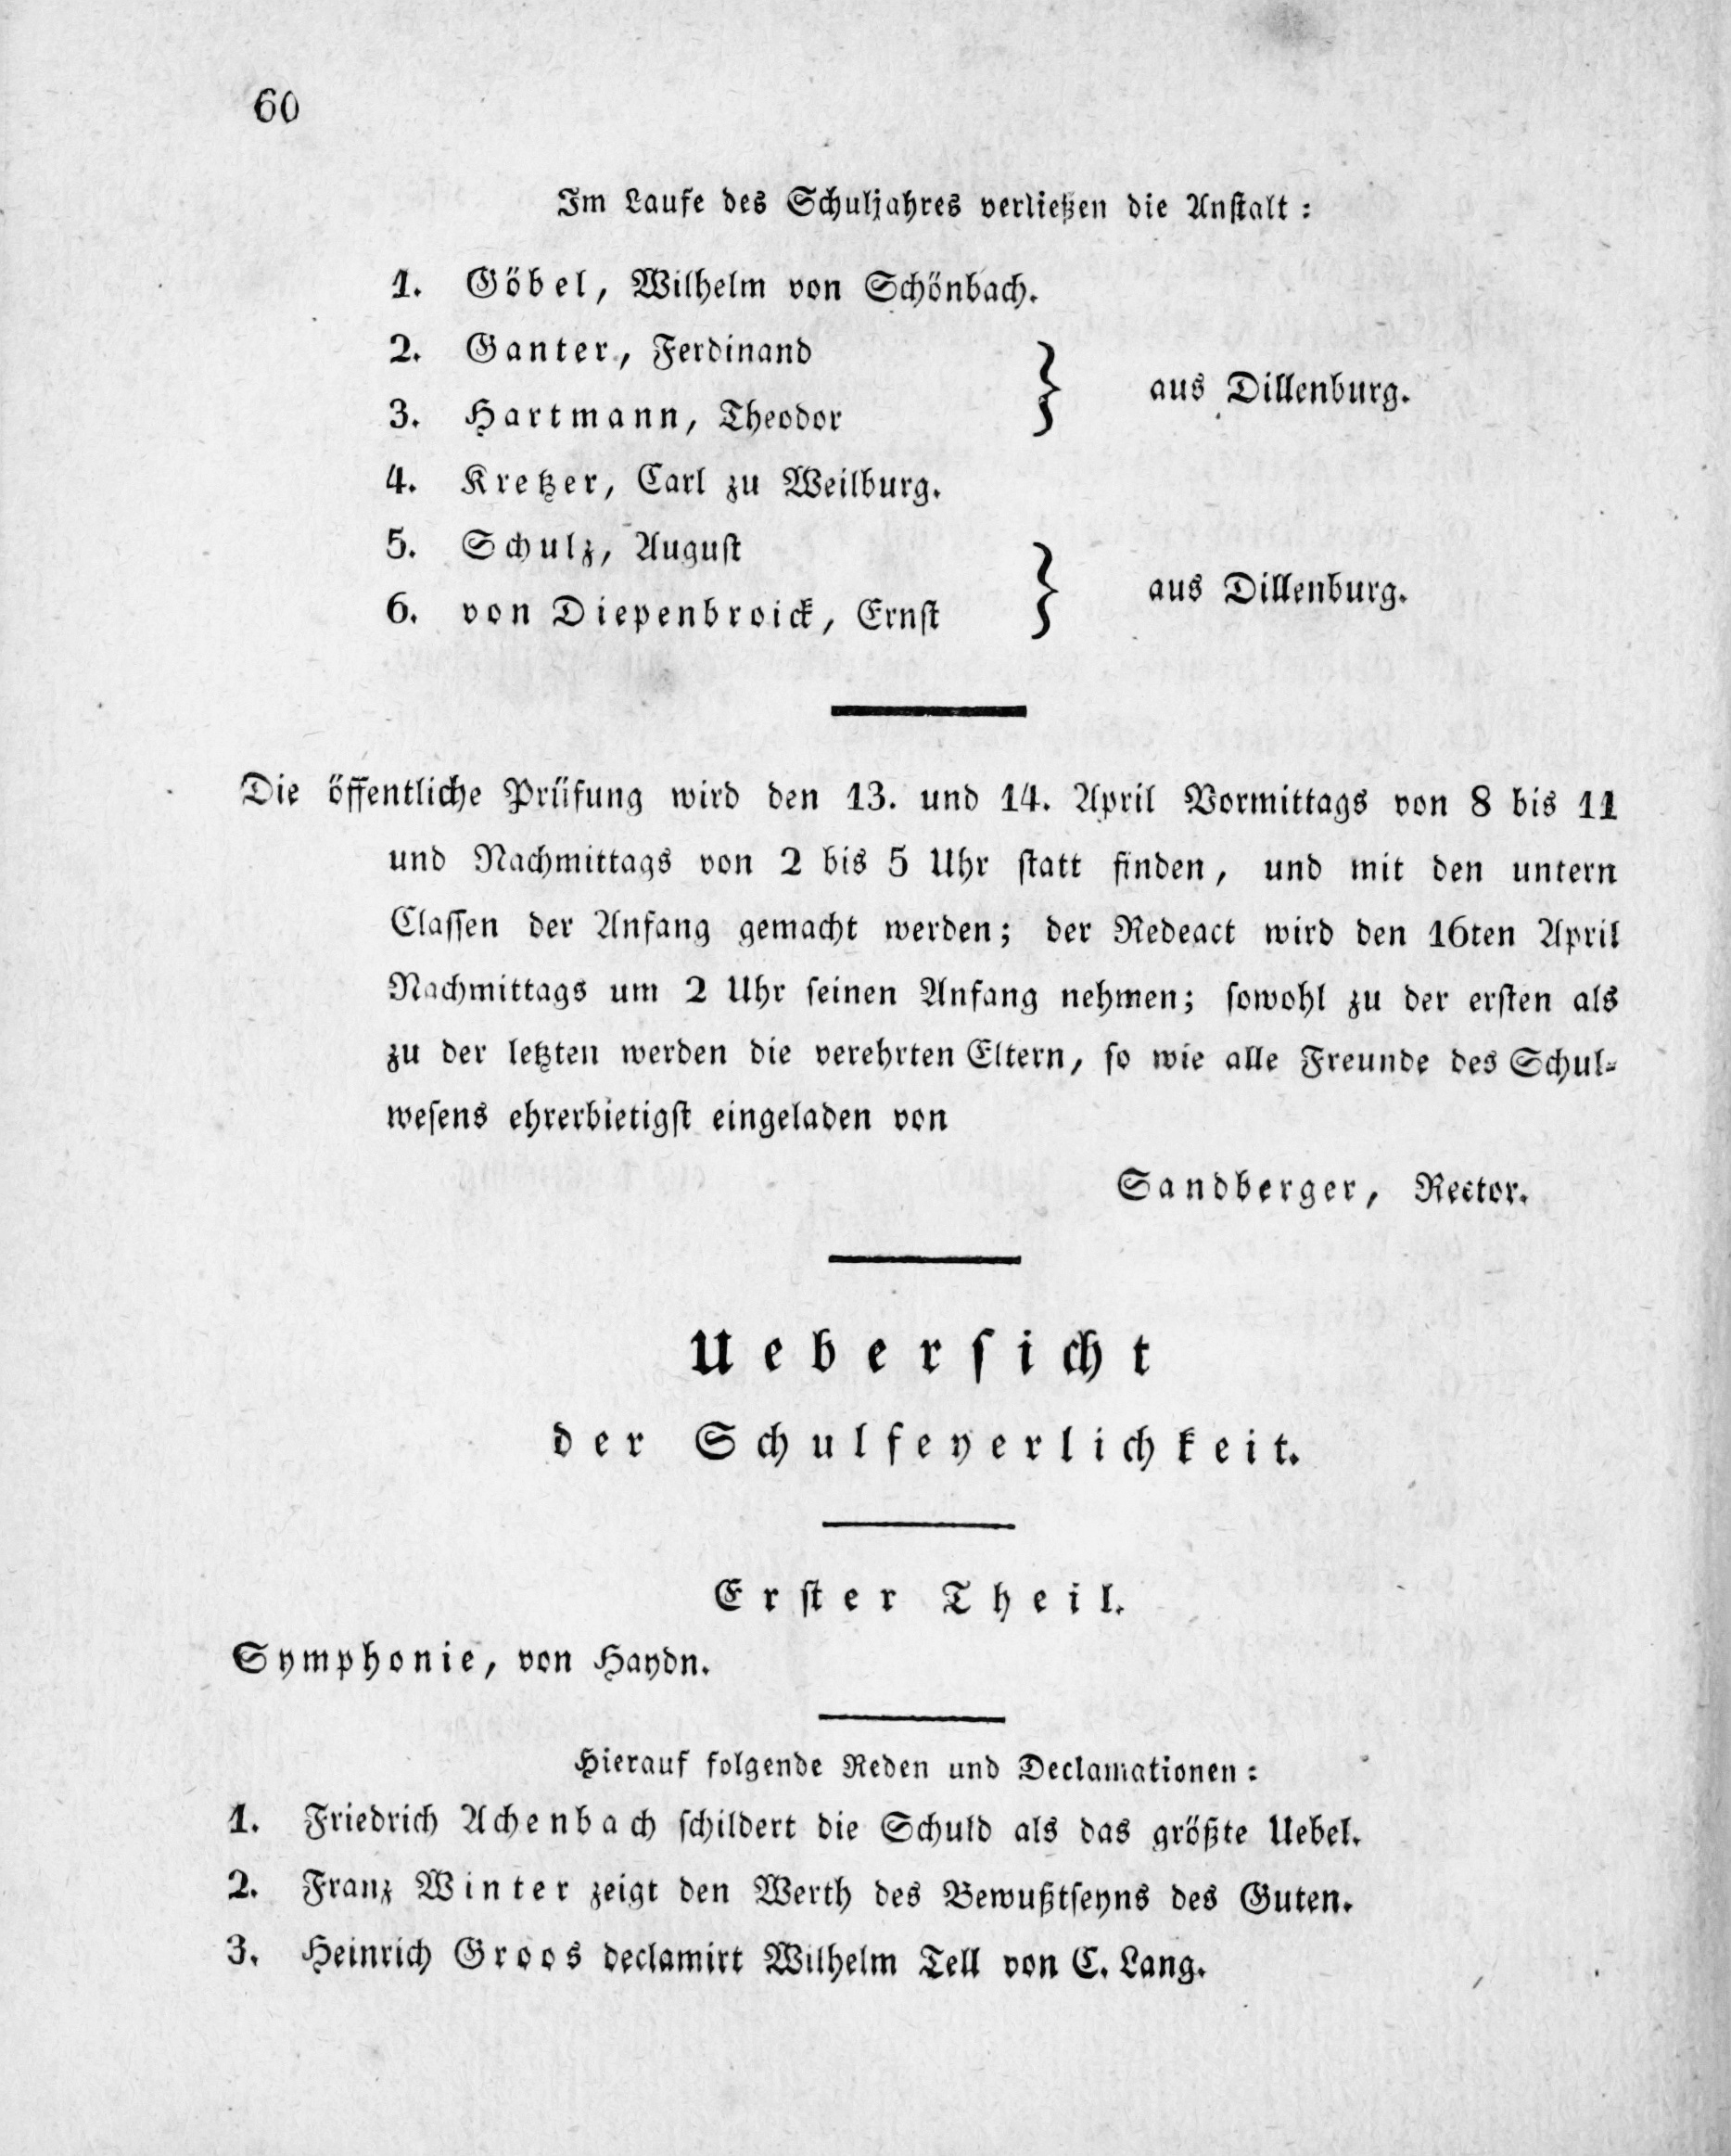 60
Im Laufe des Schuljahres verließen die Anstalt:
1. Göbel, Wilhelm von Schönbach.
2. Ganter, Ferdinand
3. Hartmann, Theodor
} aus Dillenburg.
4. Kretzer, Carl zu Weilburg.
5. Schulz, August
6. von Diepenbroick, Ernst
} aus Dillenburg.
Die öffentliche Prüfung wird den 13. und 14. April Vormittags von 8 bis 11
und Nachmittags von 2 bis 5 Uhr statt finden, und mit den untern
Classen der Anfang gemacht werden; der Redeact wird den 16ten April
Nachmittags um 2 Uhr seinen Anfang nehmen; sowohl zu der ersten als
zu der letzten werden die verehrten Eltern, so wie alle Freunde des Schul-
wesens ehrerbietigst eingeladen von
Sandberger, Rector.
Uebersicht
der Schulfeyerlichkeit.
Erster Theil.
Symphonie, von Haydn.
Hierauf folgende Reden und Declamationen:
1. Friedrich Achenbach schildert die Schuld als das größte Uebel.
2. Franz Winter zeigt den Werth des Bewußtseyns des Guten.
3. Heinrich Groos declamirt Wilhelm Tell von C. Lang.